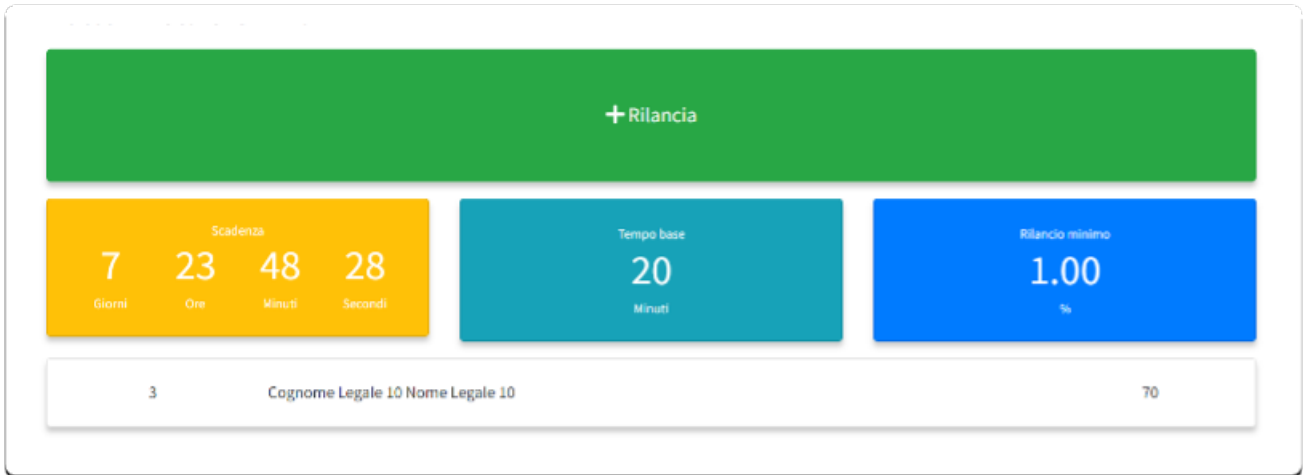 Rilancia
Scadenza
7 23 48 28
Giorni Ore Minuti Secondi
Tempo base
20
Minuti
Rilancio minimo
1.00
%
3 Cognome Legale 10 Nome Legale 10 70